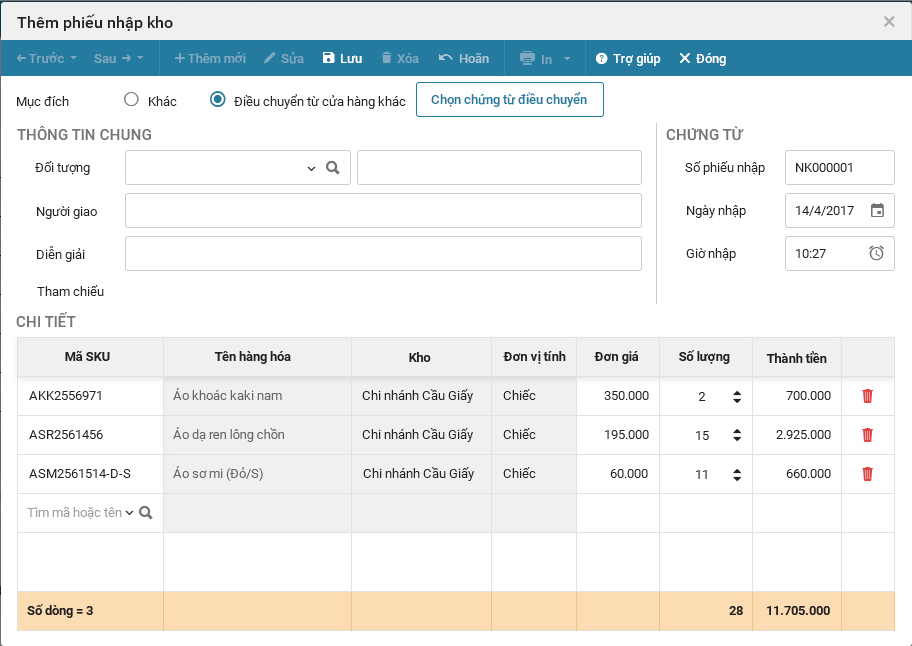 Thêm phiếu nhập kho
Trước Sau Thêm mới Sửa Lưu Xóa Hoãn In Trợ giúp Đóng
Mục đích Khác Điều chuyển từ cửa hàng khác Chọn chứng từ điều chuyển
THÔNG TIN CHUNG CHỨNG TỪ
Đối tượng Số phiếu nhập NK000001
Người giao Ngày nhập 14/4/2017
Diễn giải Giờ nhập 10:27
Tham chiếu
CHI TIẾT
Mã SKU Tên hàng hóa Kho Đơn vị tính Đơn giá Số lượng Thành tiền
AKK2556971 Áo khoác kaki nam Chi nhánh Cầu Giấy Chiếc 350.000 2 700.000
ASR2561456 Áo dạ ren lông chồn Chi nhánh Cầu Giấy Chiếc 195.000 15 2.925.000
ASM2561514-D-S Áo sơ mi (Đỏ/S) Chi nhánh Cầu Giấy Chiếc 60.000 11 660.000
Tìm mã hoặc tên
Số dòng = 3 28 11.705.000